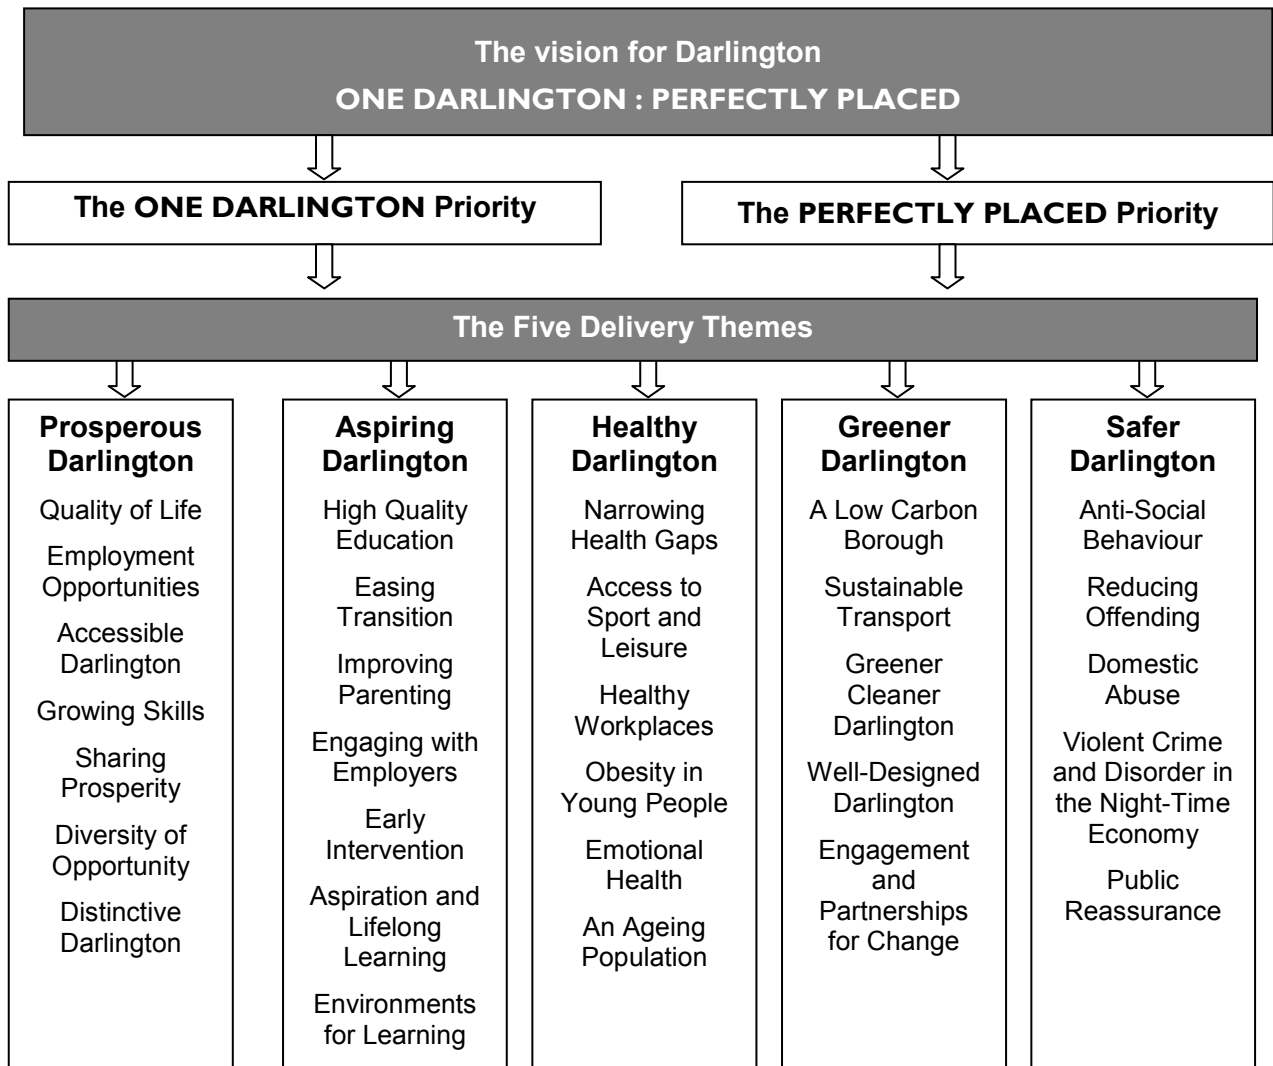 The vision for Darlington
ONE DARLINGTON : PERFECTLY PLACED
The ONE DARLINGTON Priority
The PERFECTLY PLACED Priority
The Five Delivery Themes
Prosperous
Darlington
Quality of Life
Employment
Opportunities
Accessible
Darlington
Growing Skills
Sharing
Prosperity
Diversity of
Opportunity
Distinctive
Darlington
Aspiring
Darlington
High Quality
Education
Easing
Transition
Improving
Parenting
Engaging with
Employers
Early
Intervention
Aspiration and
Lifelong
Learning
Environments
for Learning
Healthy
Darlington
Narrowing
Health Gaps
Access to
Sport and
Leisure
Healthy
Workplaces
Obesity in
Young People
Emotional
Health
An Ageing
Population
Greener
Darlington
A Low Carbon
Borough
Sustainable
Transport
Greener
Cleaner
Darlington
Well-Designed
Darlington
Engagement
and
Partnerships
for Change
Safer
Darlington
Anti-Social
Behaviour
Reducing
Offending
Domestic
Abuse
Violent Crime
and Disorder in
the Night-Time
Economy
Public
Reassurance